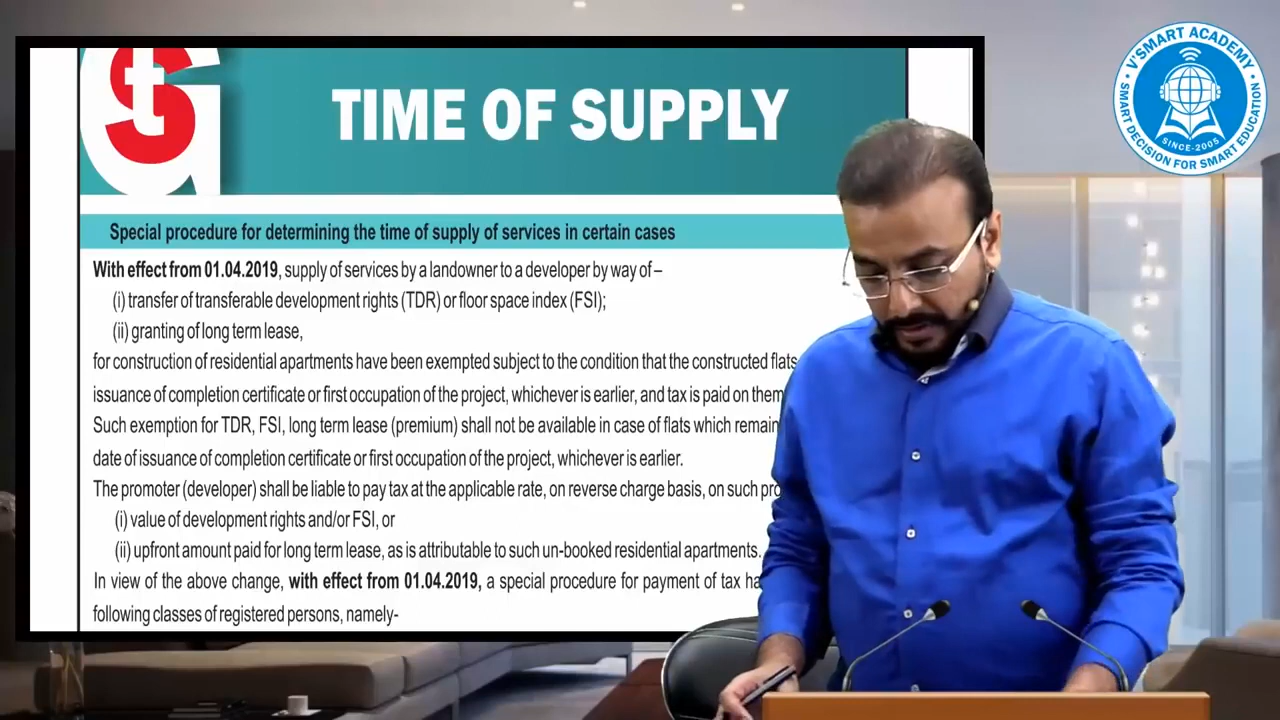 GST
TIME OF SUPPLY
V'SMART ACADEMY
SINCE-2005
SMART DECISION FOR SMART EDUCATION
Special procedure for determining the time of supply of services in certain cases
With effect from 01.04.2019, supply of services by a landowner to a developer by way of –
(i) transfer of transferable development rights (TDR) or floor space index (FSI);
(ii) granting of long term lease,
for construction of residential apartments have been exempted subject to the condition that the constructed flats
issuance of completion certificate or first occupation of the project, whichever is earlier, and tax is paid on them
Such exemption for TDR, FSI, long term lease (premium) shall not be available in case of flats which remain
date of issuance of completion certificate or first occupation of the project, whichever is earlier.
The promoter (developer) shall be liable to pay tax at the applicable rate, on reverse charge basis, on such
(i) value of development rights and/or FSI, or
(ii) upfront amount paid for long term lease, as is attributable to such un-booked residential apartments.
In view of the above change, with effect from 01.04.2019, a special procedure for payment of tax
following classes of registered persons, namely-